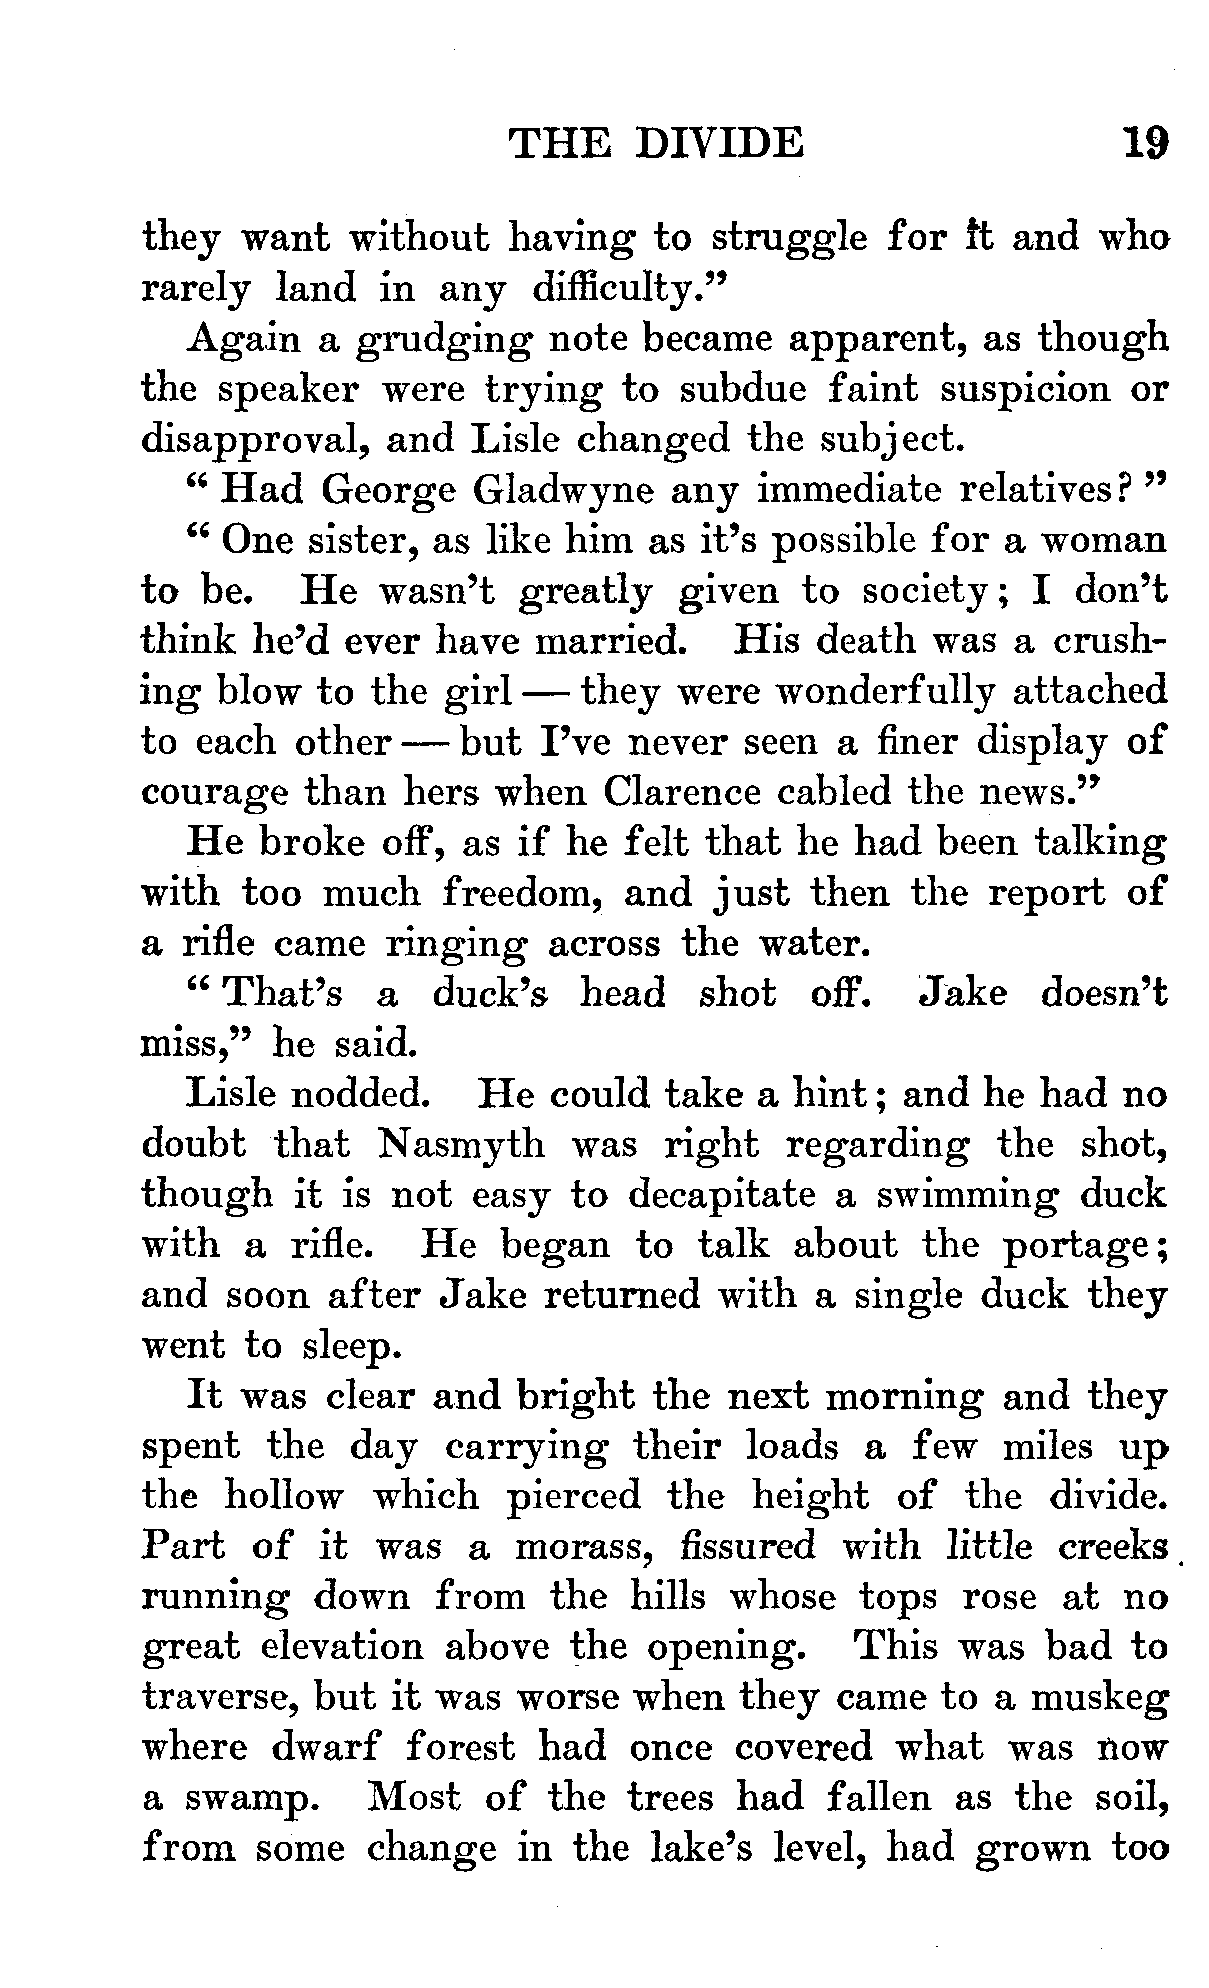 THE DIVIDE 19
they want without having to struggle for it and who
rarely land in any difficulty.”
Again a grudging note became apparent, as though
the speaker were trying to subdue faint suspicion or
disapproval, and Lisle changed the subject.
“ Had George Gladwyne any immediate relatives? ”
“ One sister, as like him as it’s possible for a woman
to be. He wasn’t greatly given to society; I don’t
think he’d ever have married. His death was a crush-
ing blow to the girl — they were wonderfully attached
to each other — but I’ve never seen a finer display of
courage than hers when Clarence cabled the news.”
He broke off, as if he felt that he had been talking
with too much freedom, and just then the report of
a rifle came ringing across the water.
“ That’s a duck’s head shot off. Jake doesn’t
miss,” he said.
Lisle nodded. He could take a hint; and he had no
doubt that Nasmyth was right regarding the shot,
though it is not easy to decapitate a swimming duck
with a rifle. He began to talk about the portage;
and soon after Jake returned with a single duck they
went to sleep.
It was clear and bright the next morning and they
spent the day carrying their loads a few miles up
the hollow which pierced the height of the divide.
Part of it was a morass, fissured with little creeks
running down from the hills whose tops rose at no
great elevation above the opening. This was bad to
traverse, but it was worse when they came to a muskeg
where dwarf forest had once covered what was now
a swamp. Most of the trees had fallen as the soil,
from some change in the lake’s level, had grown too